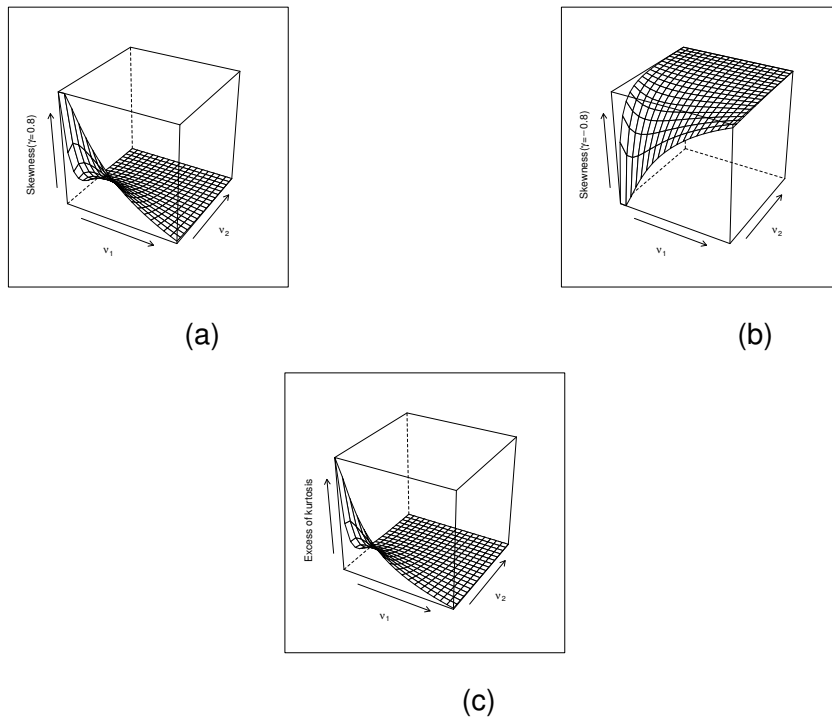 Skewness(γ=0.8)
ν1
ν2
(a)
Skewness(γ=−0.8)
ν1
ν2
(b)
Excess of kurtosis
ν1
ν2
(c)